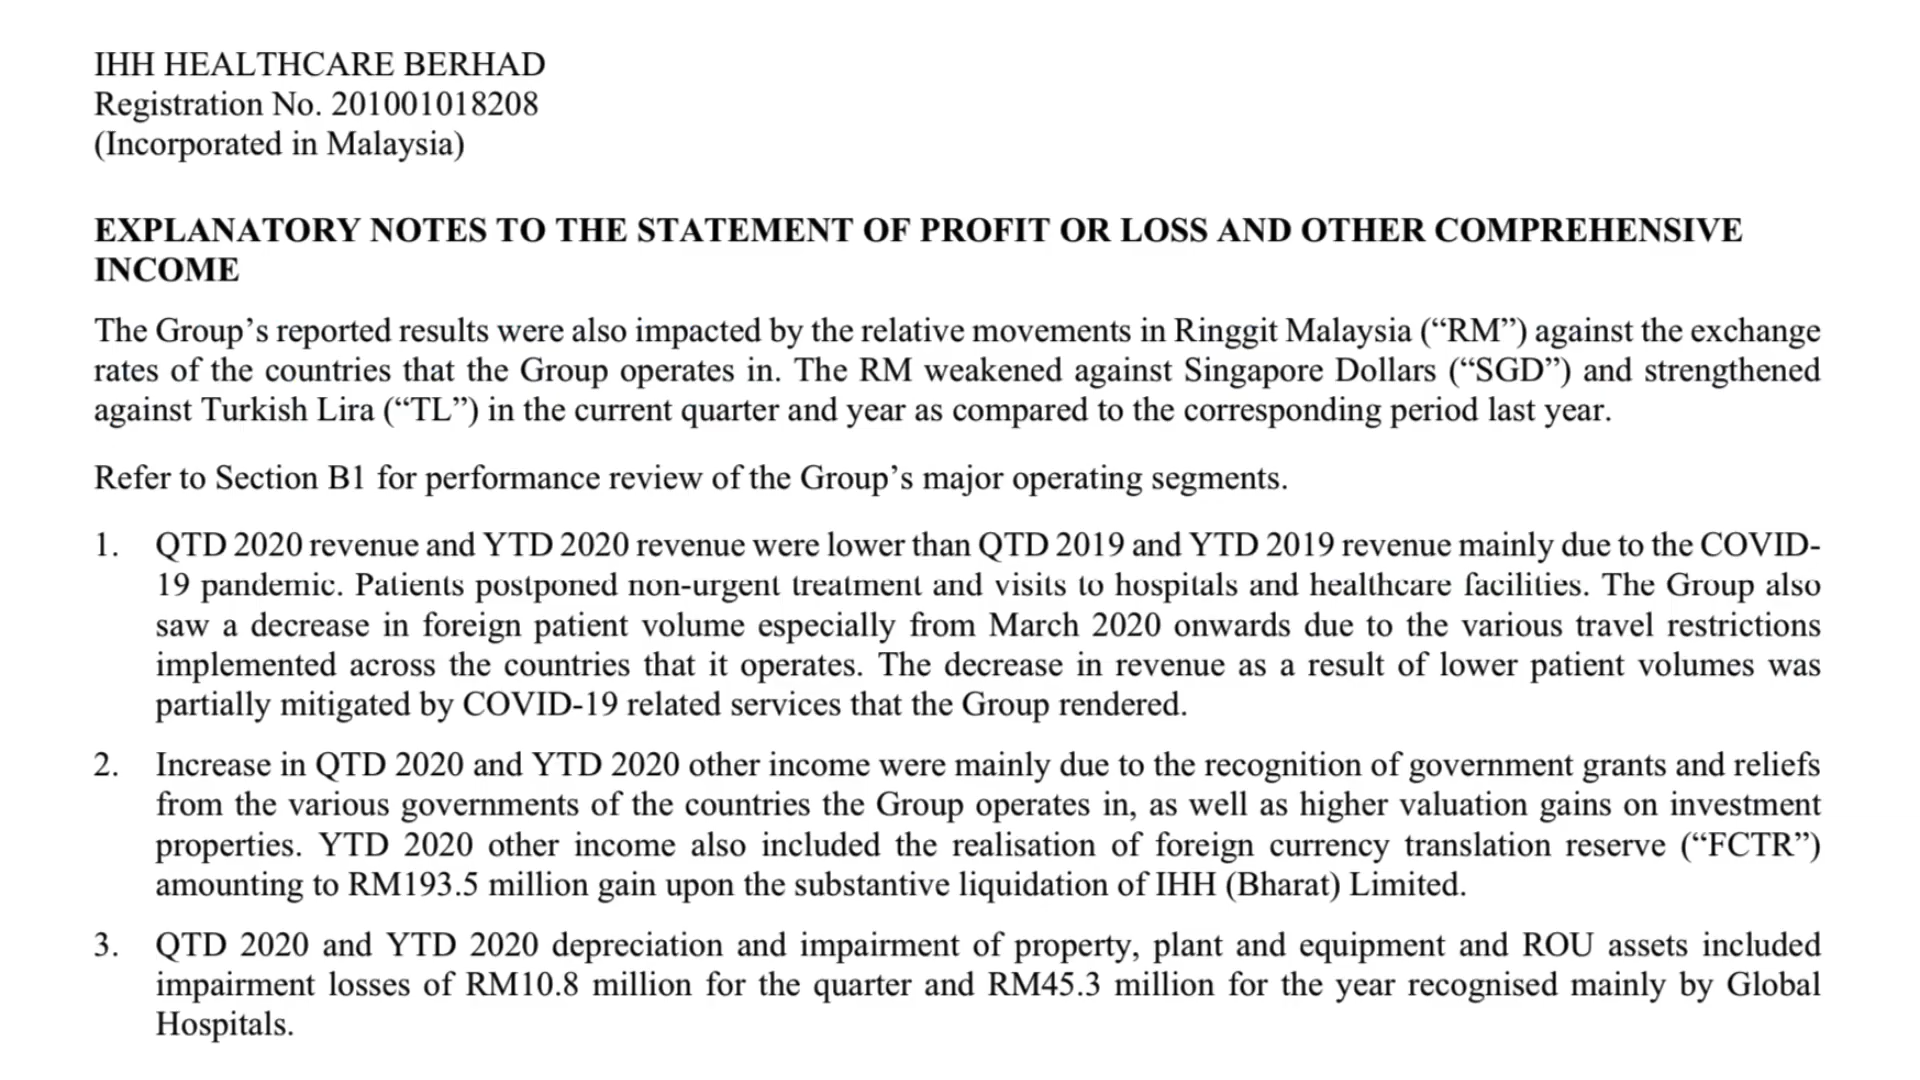 IHH HEALTHCARE BERHAD
Registration No. 201001018208
(Incorporated in Malaysia)
EXPLANATORY NOTES TO THE STATEMENT OF PROFIT OR LOSS AND OTHER COMPREHENSIVE
INCOME
The Group’s reported results were also impacted by the relative movements in Ringgit Malaysia (“RM”) against the exchange
rates of the countries that the Group operates in. The RM weakened against Singapore Dollars (“SGD”) and strengthened
against Turkish Lira (“TL”) in the current quarter and year as compared to the corresponding period last year.
Refer to Section B1 for performance review of the Group’s major operating segments.
1. QTD 2020 revenue and YTD 2020 revenue were lower than QTD 2019 and YTD 2019 revenue mainly due to the COVID-
19 pandemic. Patients postponed non-urgent treatment and visits to hospitals and healthcare facilities. The Group also
saw a decrease in foreign patient volume especially from March 2020 onwards due to the various travel restrictions
implemented across the countries that it operates. The decrease in revenue as a result of lower patient volumes was
partially mitigated by COVID-19 related services that the Group rendered.
2. Increase in QTD 2020 and YTD 2020 other income were mainly due to the recognition of government grants and reliefs
from the various governments of the countries the Group operates in, as well as higher valuation gains on investment
properties. YTD 2020 other income also included the realisation of foreign currency translation reserve (“FCTR”)
amounting to RM193.5 million gain upon the substantive liquidation of IHH (Bharat) Limited.
3. QTD 2020 and YTD 2020 depreciation and impairment of property, plant and equipment and ROU assets included
impairment losses of RM10.8 million for the quarter and RM45.3 million for the year recognised mainly by Global
Hospitals.